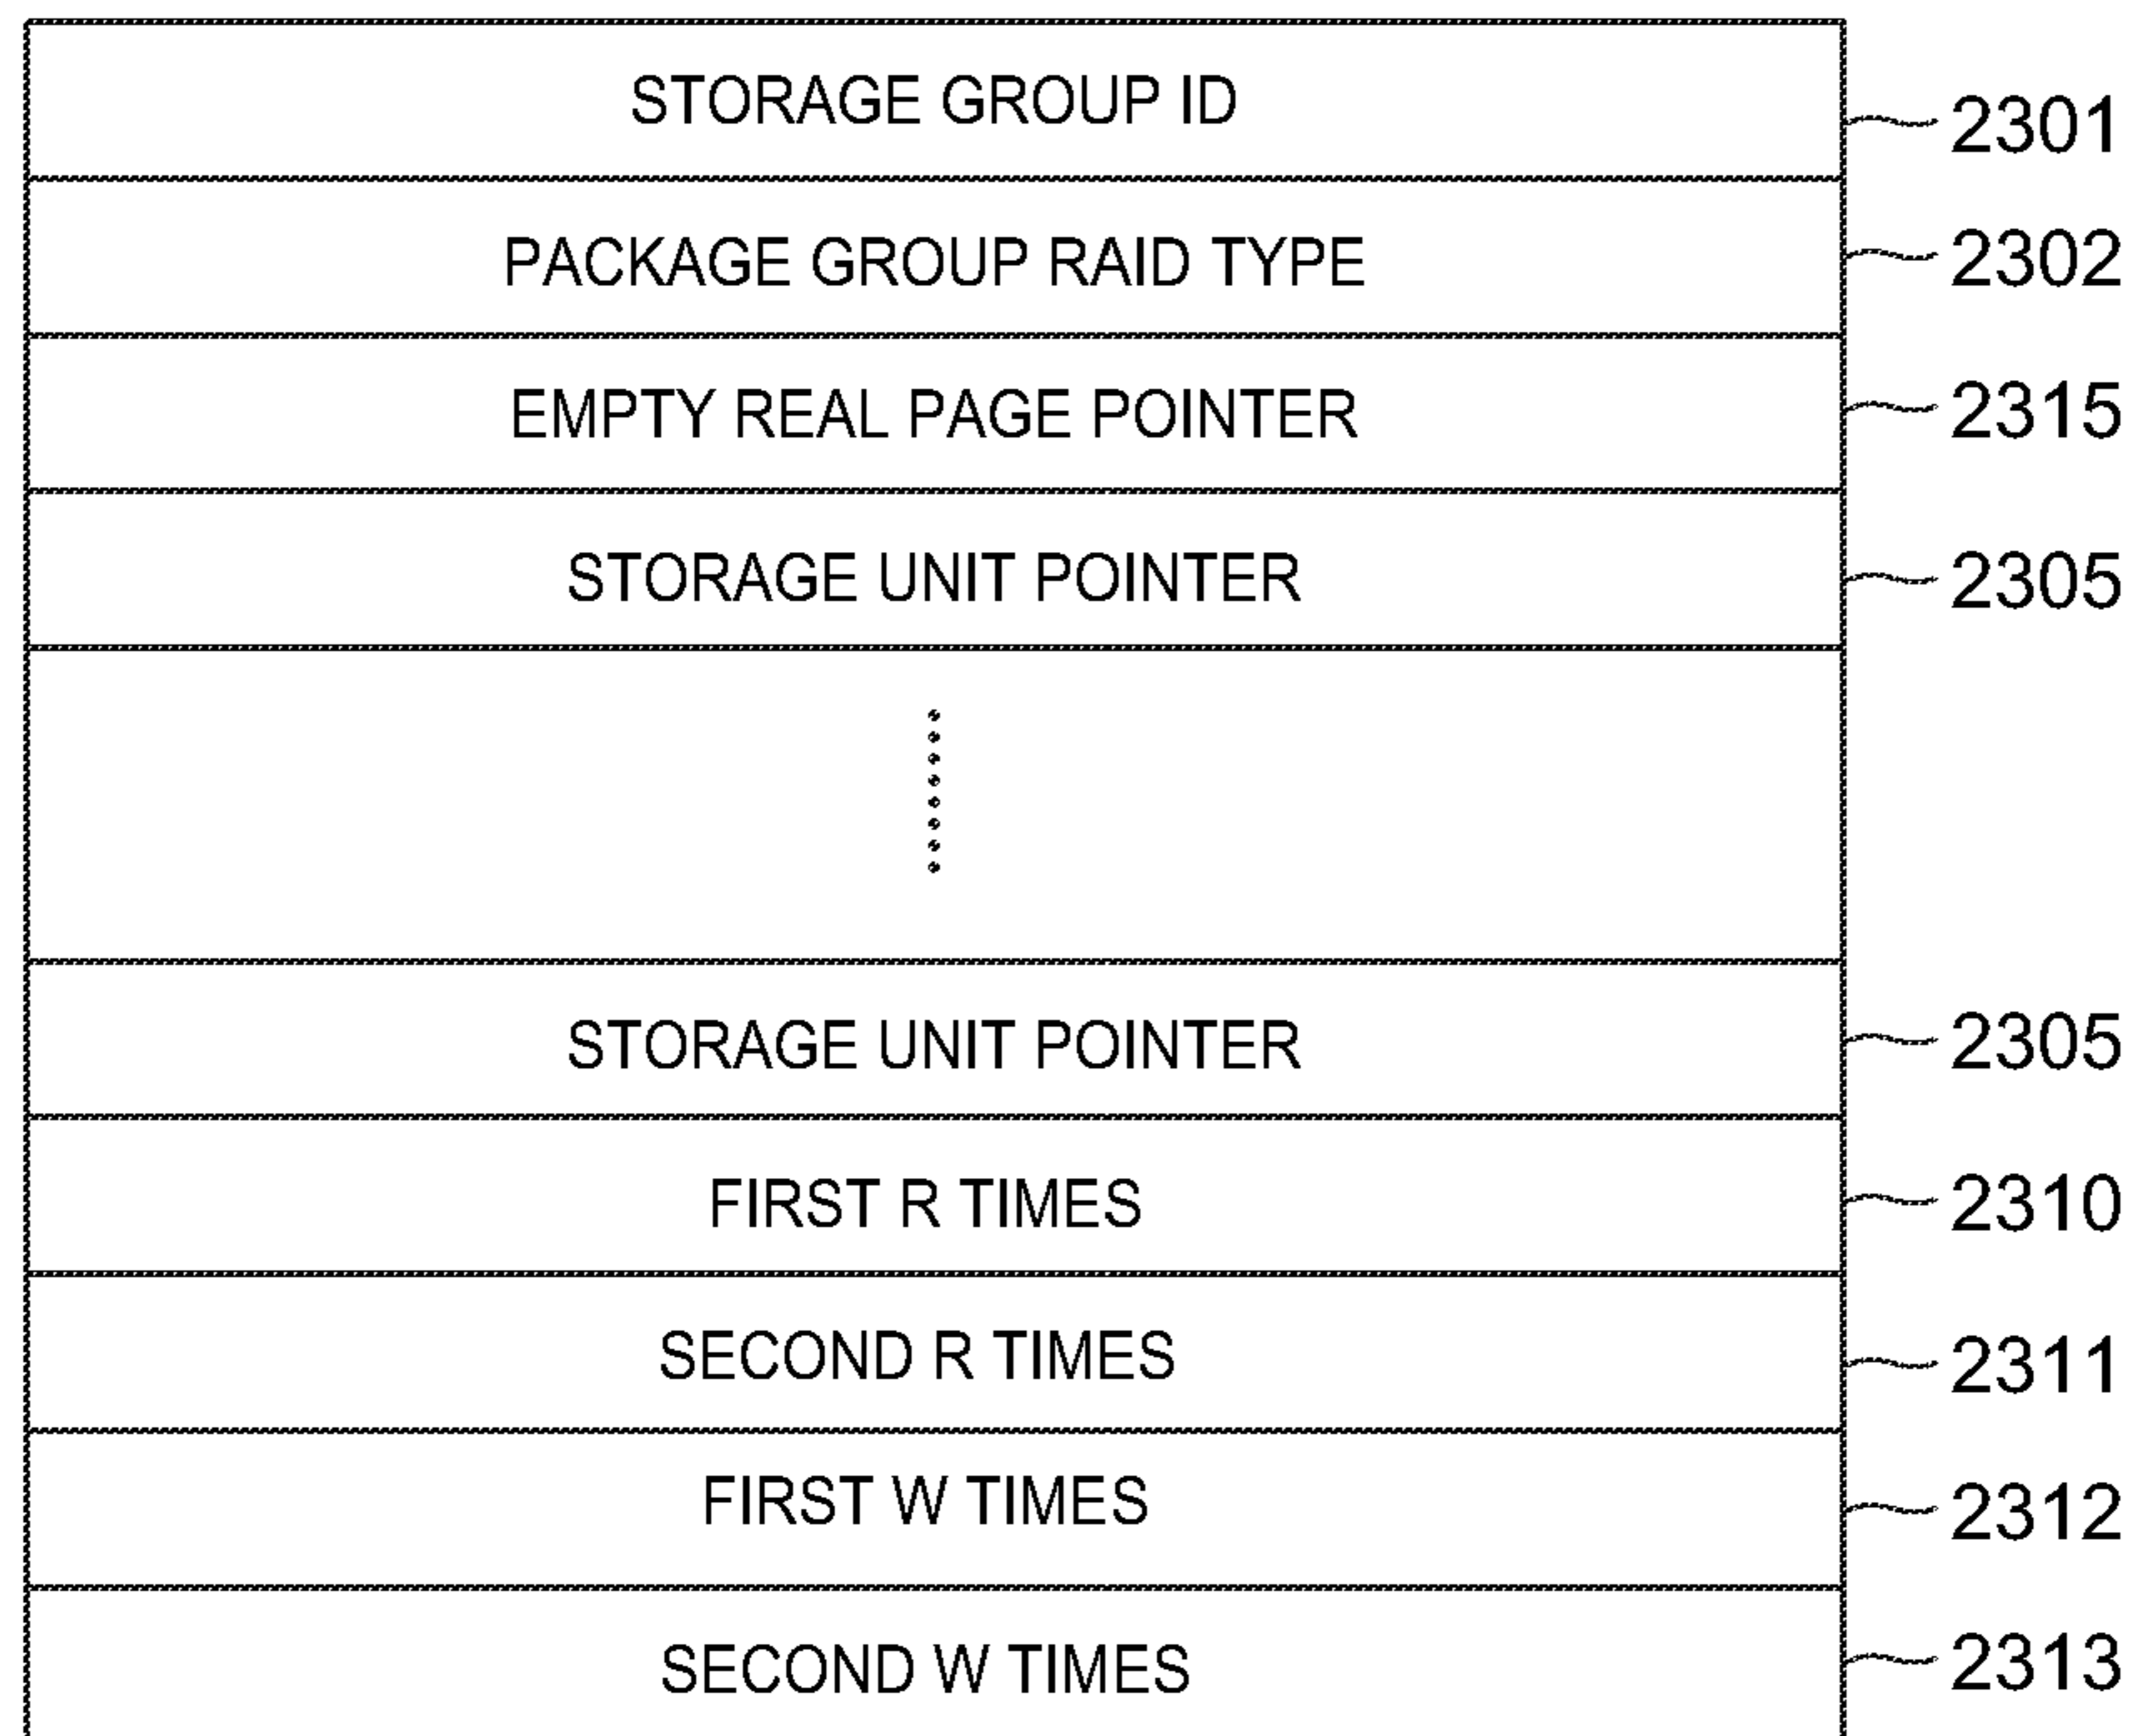 STORAGE GROUP ID 2301
PACKAGE GROUP RAID TYPE 2302
EMPTY REAL PAGE POINTER 2315
STORAGE UNIT POINTER 2305
STORAGE UNIT POINTER 2305
FIRST R TIMES 2310
SECOND R TIMES 2311
FIRST W TIMES 2312
SECOND W TIMES 2313